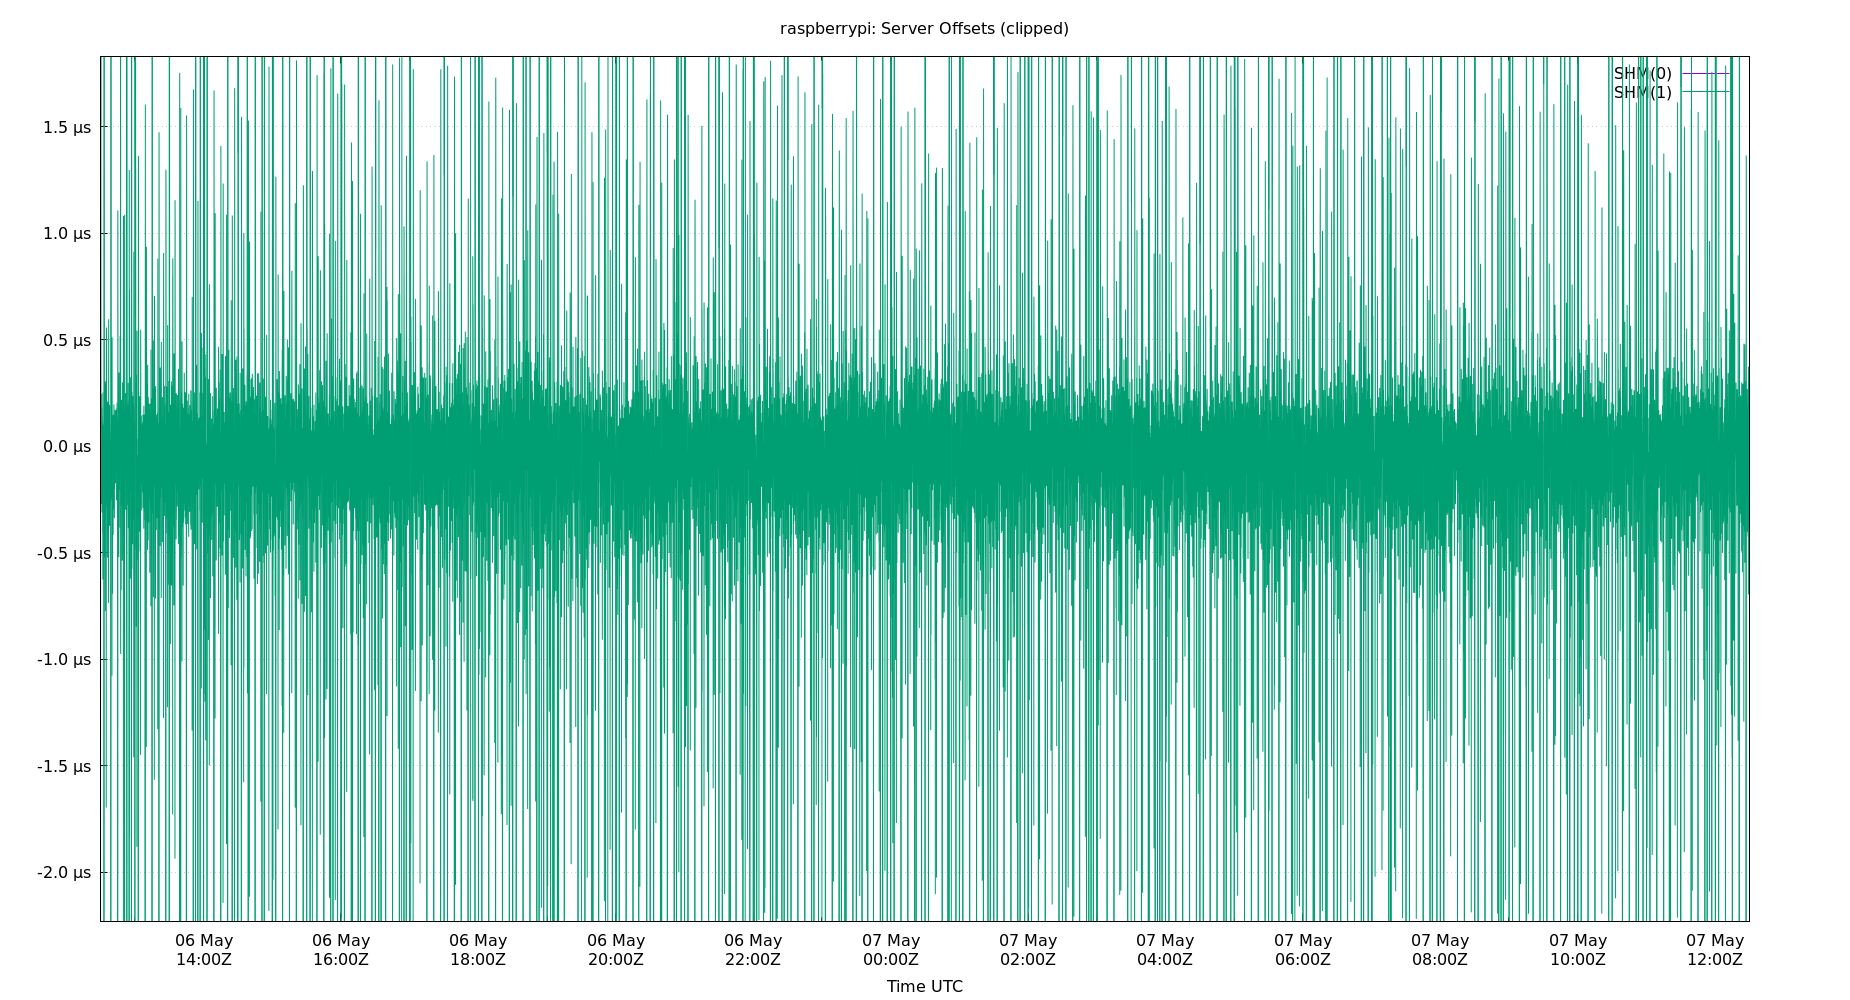 raspberrypi: Server Offsets (clipped)
SHM(0)
SHM(1)
1.5 µs
1.0 µs
0.5 µs
0.0 µs
-0.5 µs
-1.0 µs
-1.5 µs
-2.0 µs
06 May 06 May 06 May 06 May 06 May 07 May 07 May 07 May 07 May 07 May 07 May 07 May
14:00Z 16:00Z 18:00Z 20:00Z 22:00Z 00:00Z 02:00Z 04:00Z 06:00Z 08:00Z 10:00Z 12:00Z
Time UTC